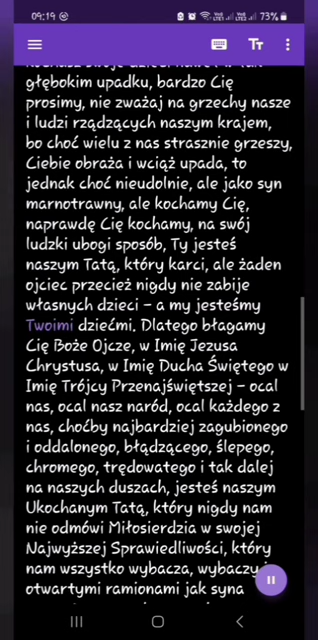 09:19
73%
Tт
głębokim upadku, bardzo Cię
prosimy, nie zważaj na grzechy nasze
i ludzi rządzących naszym krajem,
bo choć wielu z nas strasznie grzeszy,
Ciebie obraża i wciąż upada, to
jednak choć nieudolnie, ale jako syn
marnotrawny, ale kochamy Cię,
naprawdę Cię kochamy, na swój
ludzki ubogi sposób, Ty jesteś
naszym Tatą, który karci, ale żaden
ojciec przecież nigdy nie zabije
własnych dzieci – a my jesteśmy
Twoimi dziećmi. Dlatego błagamy
Cię Boże Ojcze, w Imię Jezusa
Chrystusa, w Imię Ducha Świętego w
Imię Trójcy Przenajświętszej – ocal
nas, ocal nasz naród, ocal każdego z
nas, choćby najbardziej zagubionego
i oddalonego, błądzącego, ślepego,
chromego, trędowatego i tak dalej
na naszych duszach, jesteś naszym
Ukochanym Tatą, który nigdy nam
nie odmówi Miłosierdzia w swojej
Najwyższej Sprawiedliwości, który
nam wszystko wybacza, wybaczy
otwartymi ramionami jak syna